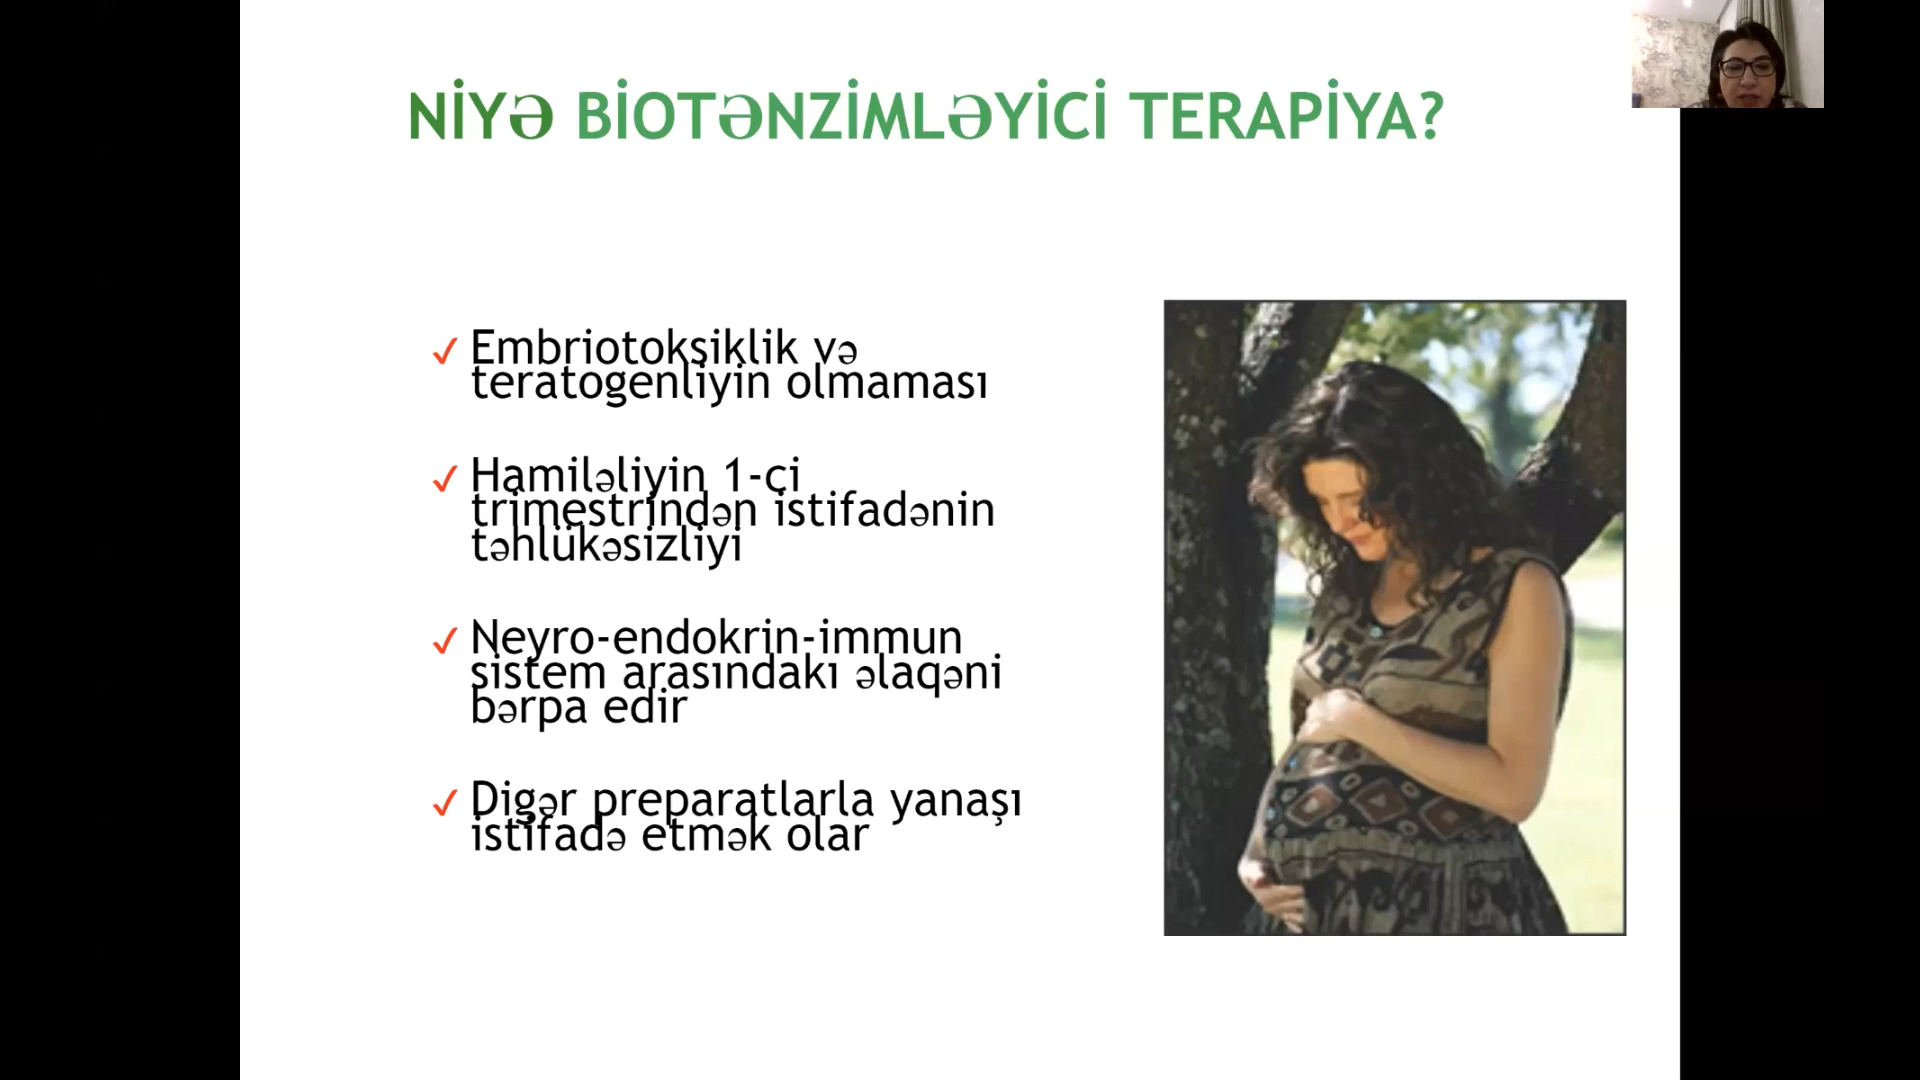 NİYƏ BİOTƏNZİMLƏYİCİ TERAPİYA?
Embriotoksiklik və
teratogenliyin olmaması
Hamiləliyin 1-ci
trimestrindən istifadənin
təhlükəsizliyi
Neyro-endokrin-immun
sistem arasındakı əlaqəni
bərpa edir
Digər preparatlarla yanaşı
istifadə etmək olar